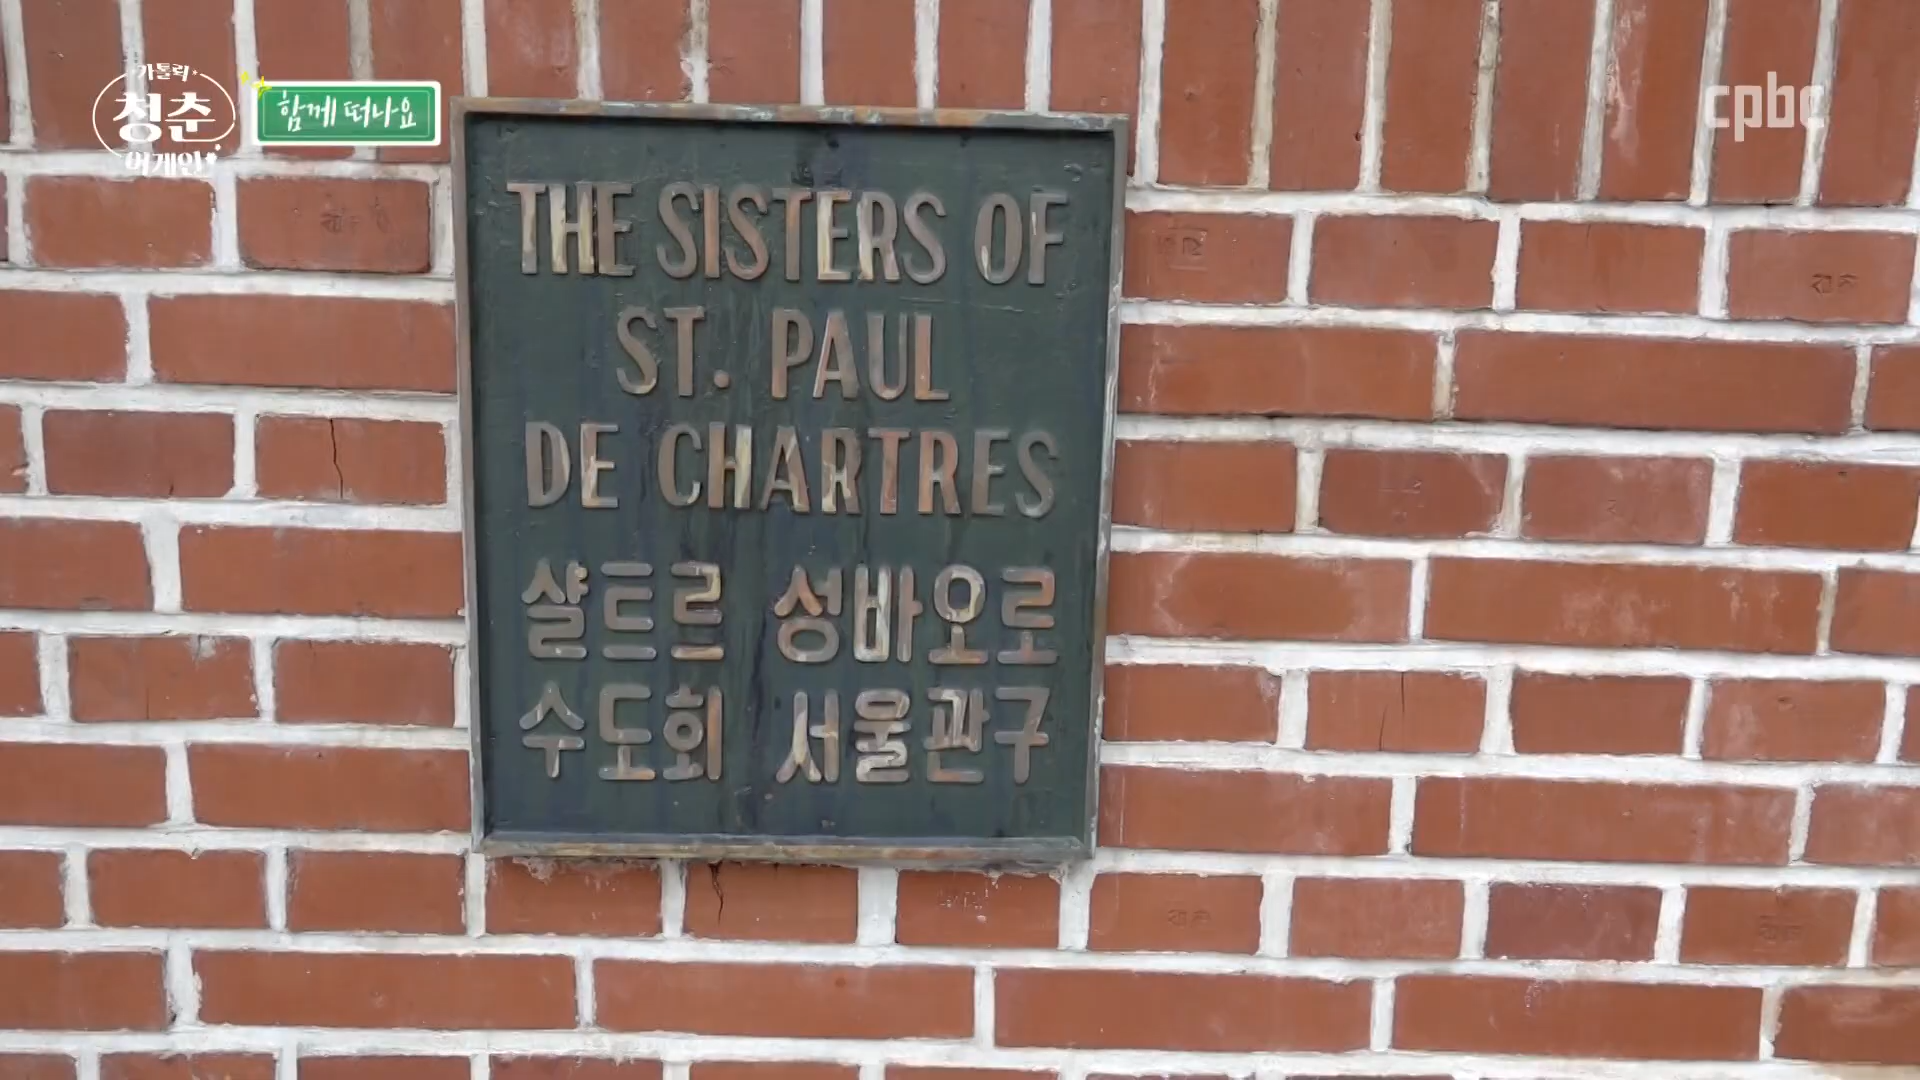 가톨릭
청춘
어게인
함께 떠나요
cpbc
THE SISTERS OF
ST. PAUL
DE CHARTRES
샬트르 성바오로
수도회 서울관구